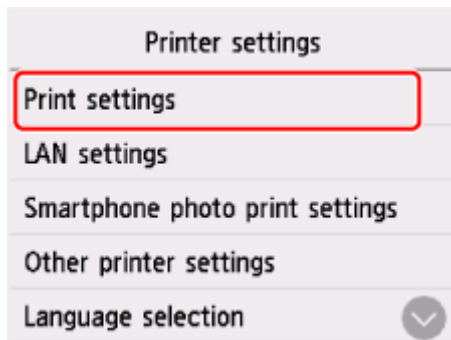 Printer settings
Print settings
LAN settings
Smartphone photo print settings
Other printer settings
Language selection